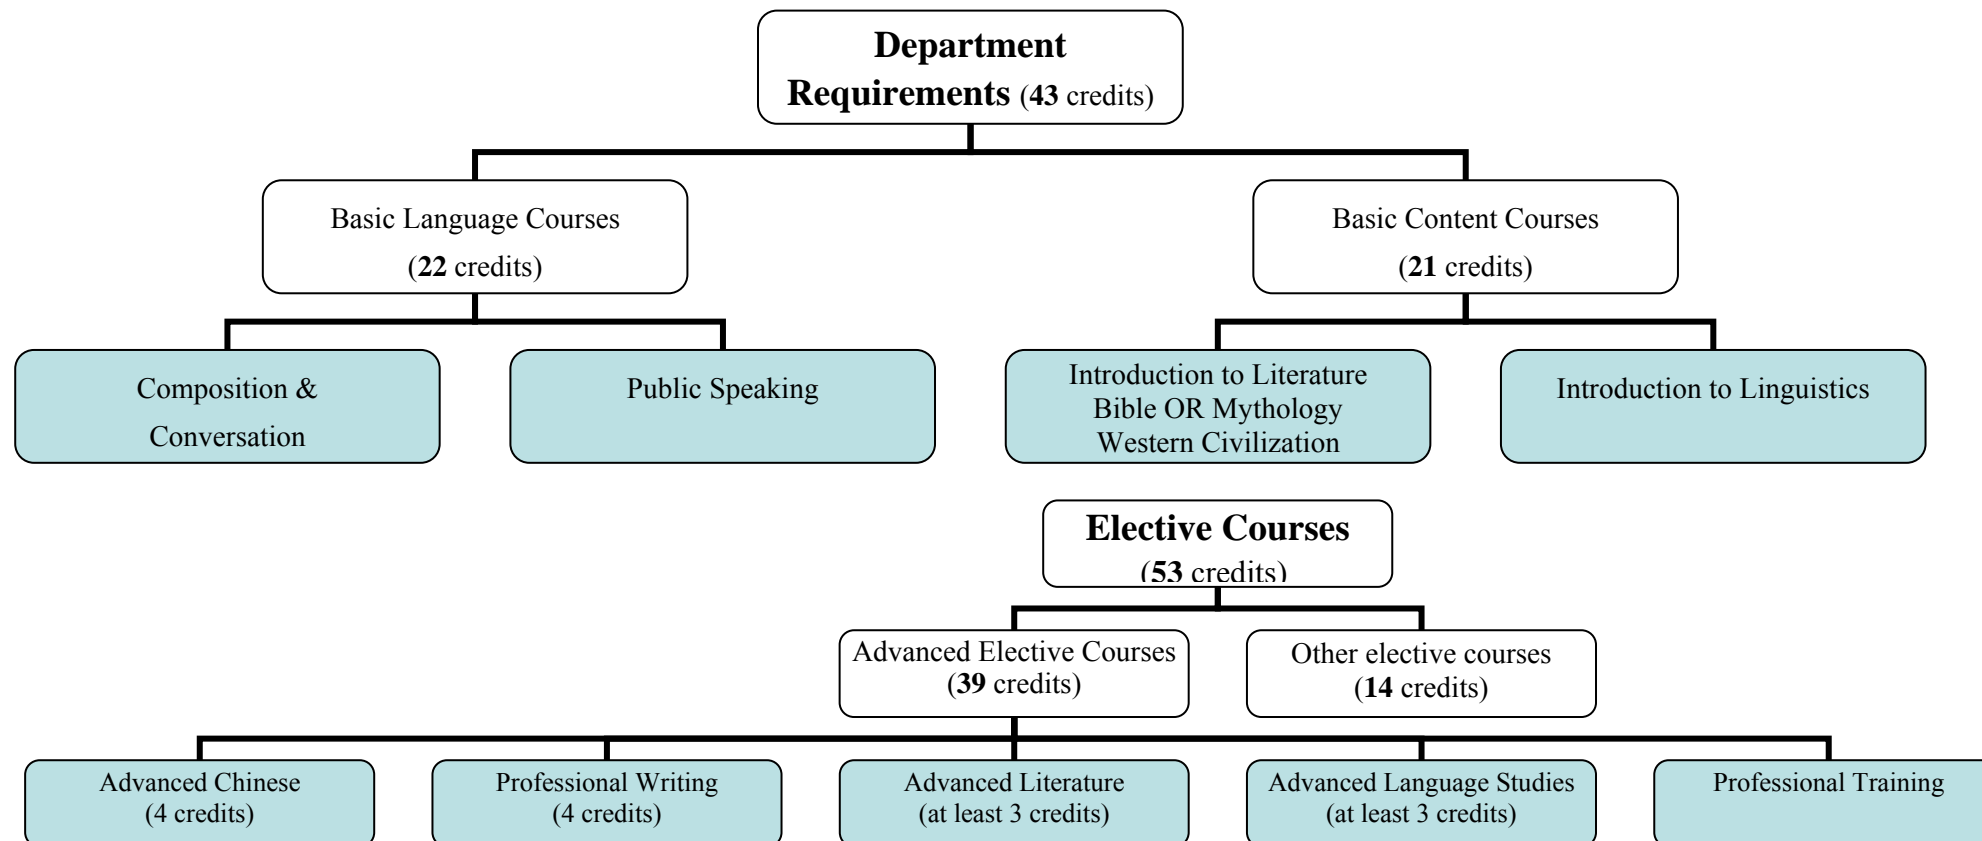 Department
Requirements (43 credits)
Basic Language Courses
(22 credits)
Basic Content Courses
(21 credits)
Composition &
Conversation
Public Speaking
Introduction to Literature
Bible OR Mythology
Western Civilization
Introduction to Linguistics
Elective Courses
(53 credits)
Advanced Elective Courses
(39 credits)
Other elective courses
(14 credits)
Advanced Chinese
(4 credits)
Professional Writing
(4 credits)
Advanced Literature
(at least 3 credits)
Advanced Language Studies
(at least 3 credits)
Professional Training